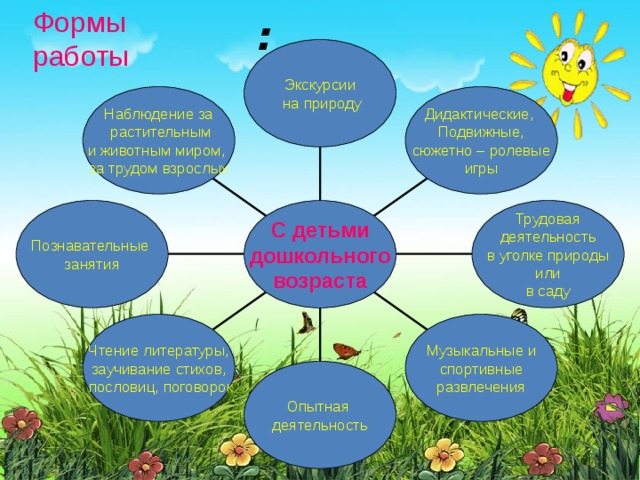 Формы
работы
:
Экскурсии
на природу
Наблюдение за
растительным
и животным миром,
за трудом взрослых
Дидактические,
Подвижные,
сюжетно – ролевые
игры
Познавательные
занятия
С детьми
дошкольного
возраста
Трудовая
деятельность
в уголке природы
или
в саду
Чтение литературы,
заучивание стихов,
пословиц, поговорок
Музыкальные и
спортивные
развлечения
Опытная
деятельность